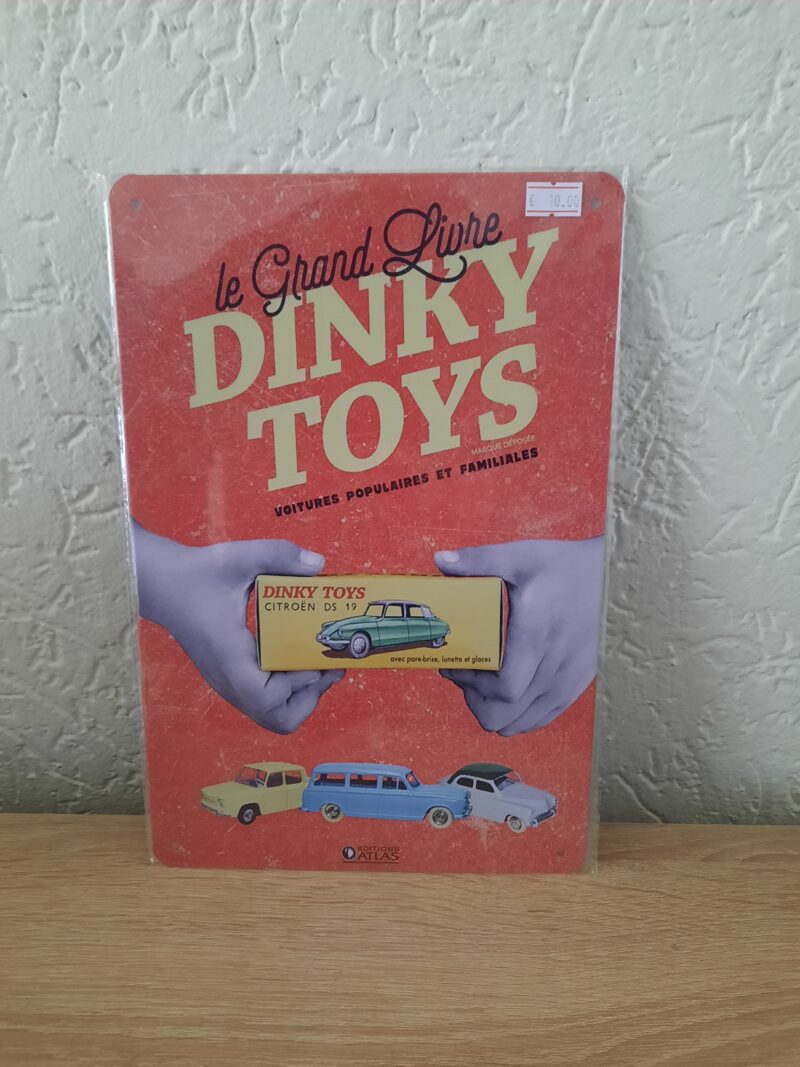 € 10.00
le Grand Livre
DINKY
TOYS
MARQUE DÉPOSÉE
VOITURES POPULAIRES ET FAMILIALES
DINKY TOYS
CITROËN DS 19
avec pare-brise, lunette et glaces
EDITIONS
ATLAS